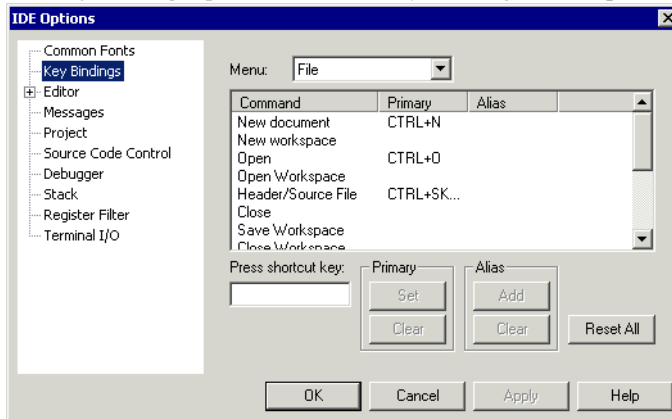 IDE Options
Common Fonts
Key Bindings
Editor
Messages
Project
Source Code Control
Debugger
Stack
Register Filter
Terminal I/O
Menu: File
Command Primary Alias
New document CTRL+N
New workspace
Open CTRL+O
Open Workspace
Header/Source File CTRL+SK...
Close
Save Workspace
Close Workspace
Press shortcut key: Primary Alias
Set Add
Clear Clear Reset All
OK Cancel Apply Help